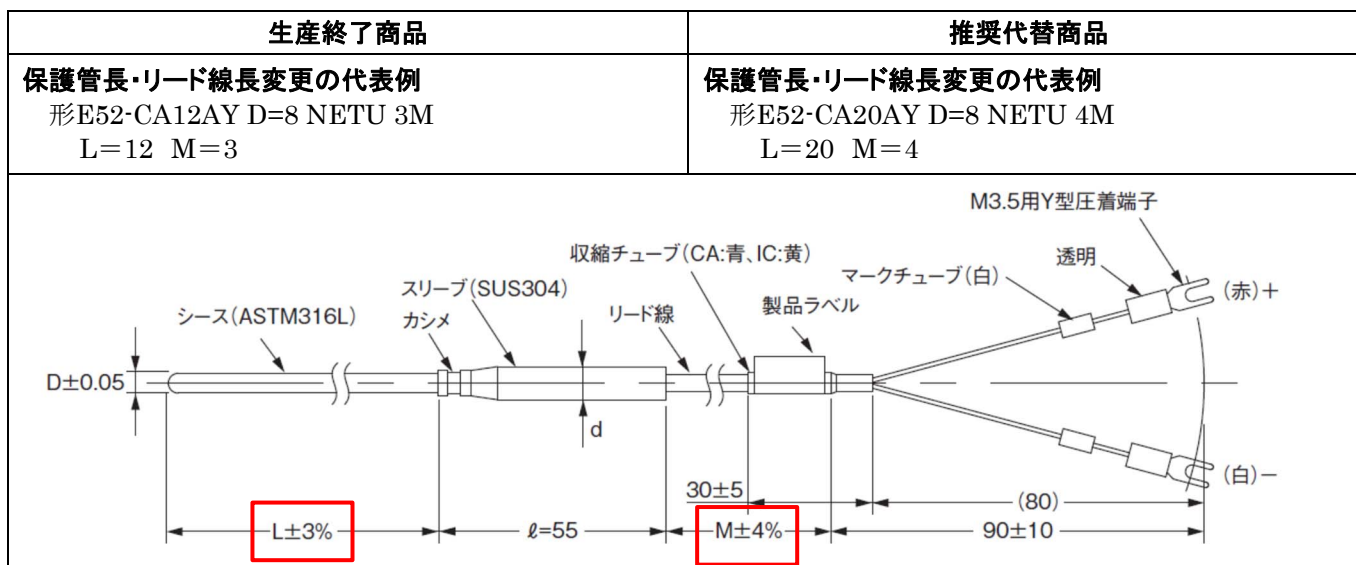 生産終了商品
推奨代替商品
保護管長・リード線長変更の代表例
形E52-CA12AY D=8 NETU 3M
L=12 M=3
保護管長・リード線長変更の代表例
形E52-CA20AY D=8 NETU 4M
L=20 M=4
M3.5用Y型圧着端子
収縮チューブ(CA:青、IC:黄)
透明
マークチューブ(白)
スリーブ(SUS304)
(赤)+
シース(ASTM316L)
カシメ
リード線
製品ラベル
D±0.05
d
(白)−
30±5
(80)
L±3%
ℓ=55
M±4%
90±10